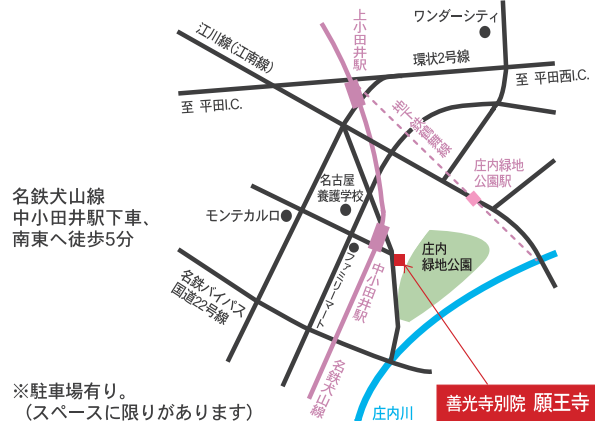 ワンダーシティ
上小田井駅
江川線(江南線)
環状2号線
至 平田I.C.
至 平田西I.C.
地下鉄鶴舞線
庄内緑地
公園駅
名古屋
養護学校
モンテカルロ
名鉄犬山線
中小田井駅下車、
南東へ徒歩5分
庄内
緑地公園
ファミリーマート
中小田井駅
名鉄バイパス
国道22号線
名鉄犬山線
※駐車場有り。
（スペースに限りがあります）
庄内川
善光寺別院 願王寺